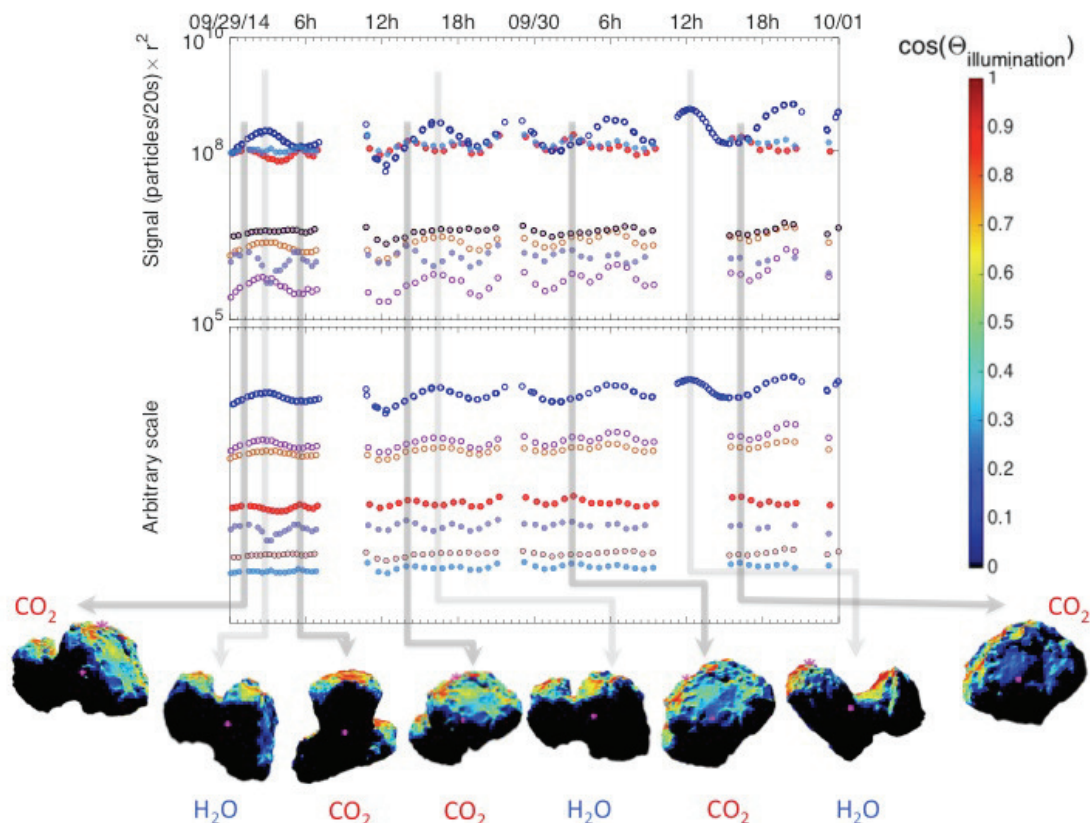 09/29/14 6h 12h 18h 09/30 6h 12h 18h 10/01
cos(Θillumination)
Signal (particles/20s) × r²
10¹⁰
10⁸
10⁵
Arbitrary scale
1
0.9
0.8
0.7
0.6
0.5
0.4
0.3
0.2
0.1
0
CO₂ CO₂
H₂O CO₂ CO₂ H₂O CO₂ H₂O